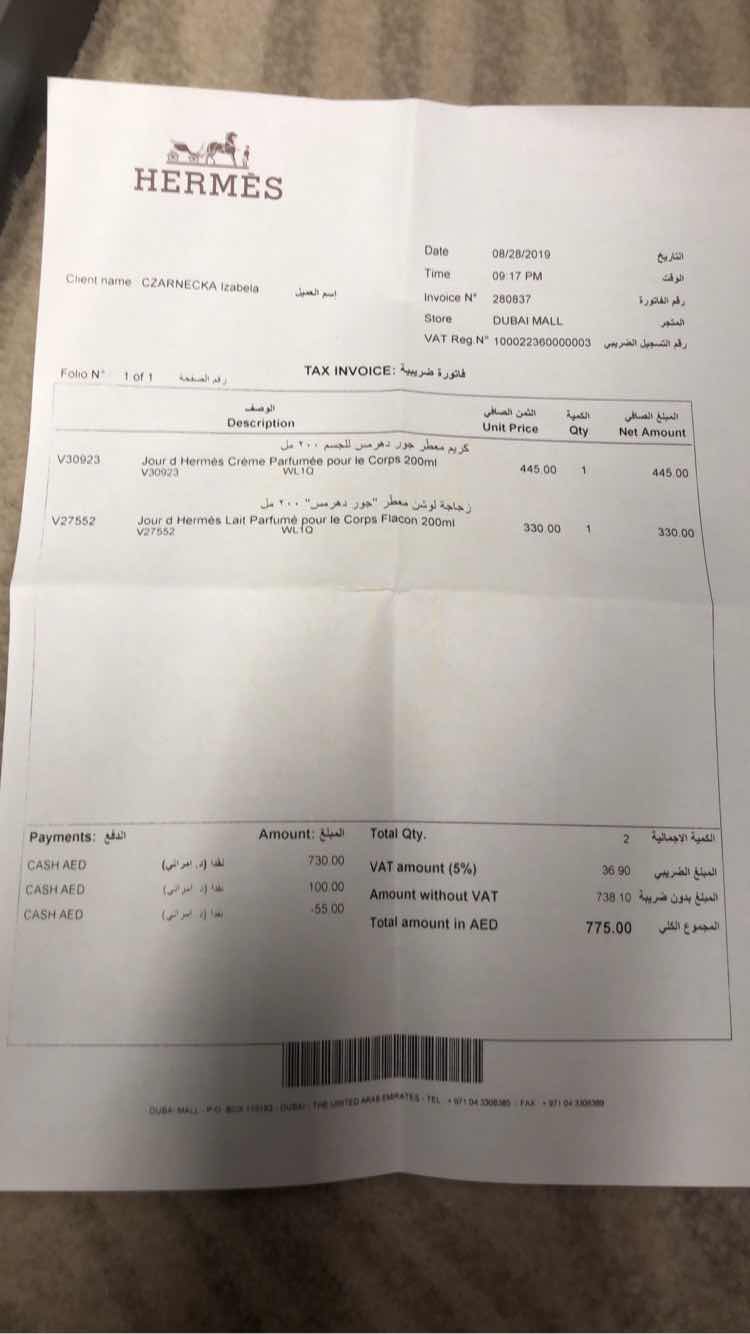 HERMÈS
Date 08/28/2019 التاريخ
Time 09:17 PM الوقت
Client name CZARNECKA Izabela إسم العميل
Invoice N° 280837 رقم الفاتورة
Store DUBAI MALL المتجر
VAT Reg.N° 100022360000003 رقم التسجيل الضريبي
Folio N° 1 of 1 رقم الصفحة
TAX INVOICE: فاتورة ضريبية
الوصف الثمن الصافي الكمية المبلغ الصافي
Description Unit Price Qty Net Amount
كريم معطر جور دهرمس للجسم ٢٠٠ مل
V30923 Jour d Hermès Crème Parfumée pour le Corps 200ml 445.00 1 445.00
V30923 WL1Q
زجاجة لوشن معطر "جور دهرمس" ٢٠٠ مل
V27552 Jour d Hermès Lait Parfumé pour le Corps Flacon 200ml 330.00 1 330.00
V27552 WL1Q
Payments: الدفع Amount: المبلغ Total Qty. 2 الكمية الاجمالية
CASH AED نقدا (د. امراتي) 730.00 VAT amount (5%) 36.90 المبلغ الضريبي
CASH AED نقدا (د. امراتي) 100.00 Amount without VAT 738.10 المبلغ بدون ضريبة
CASH AED نقدا (د. امراتي) -55.00 Total amount in AED 775.00 المجموع الكلي
DUBAI MALL - P.O. BOX - DUBAI - THE UNITED ARAB EMIRATES - TEL : +971 04 3308385 - FAX : +971 04 3308389